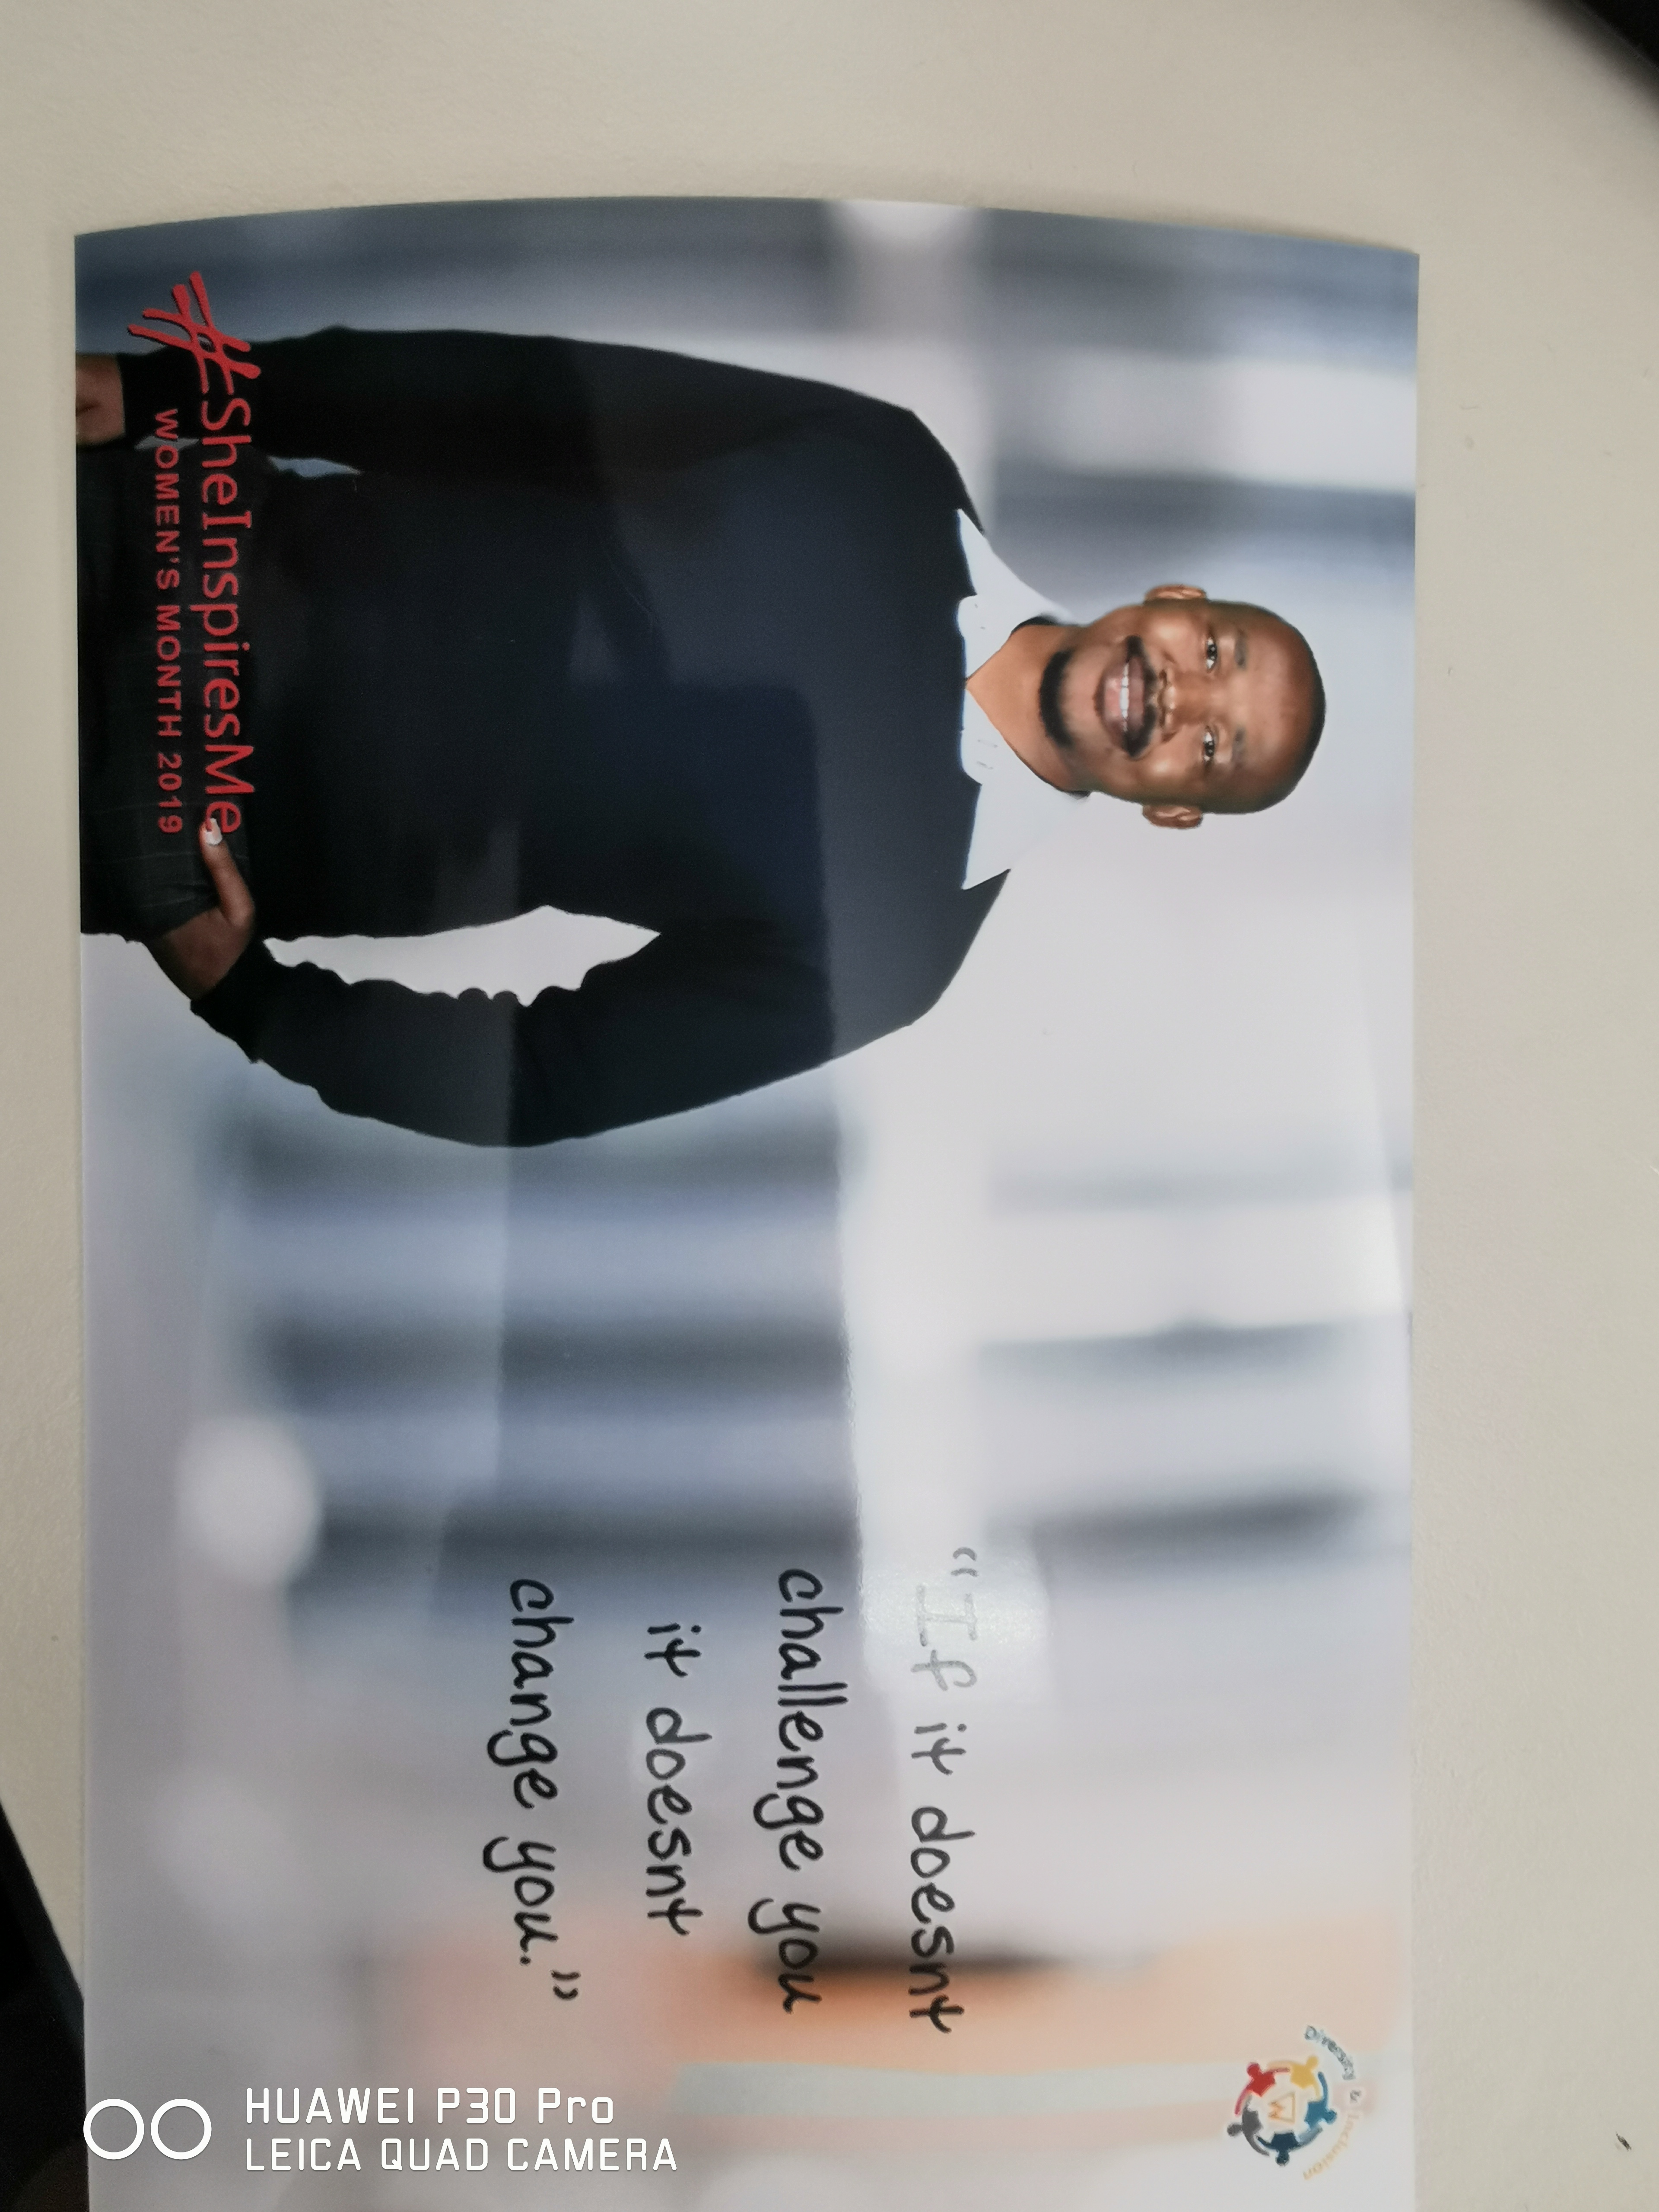 Diversity & Inclusion
W
“If it doesnt
challenge you
it doesnt
change you.”
#SheInspiresMe
WOMEN'S MONTH 2019
HUAWEI P30 Pro
LEICA QUAD CAMERA